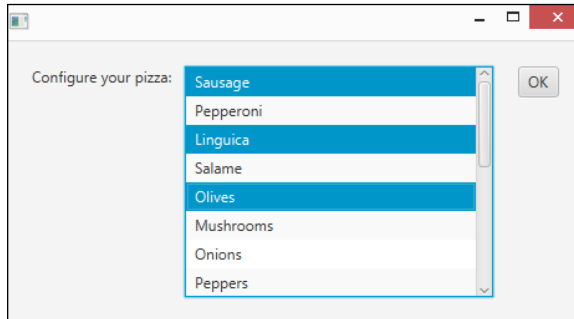 Configure your pizza:
Sausage
OK
Pepperoni
Linguica
Salame
Olives
Mushrooms
Onions
Peppers